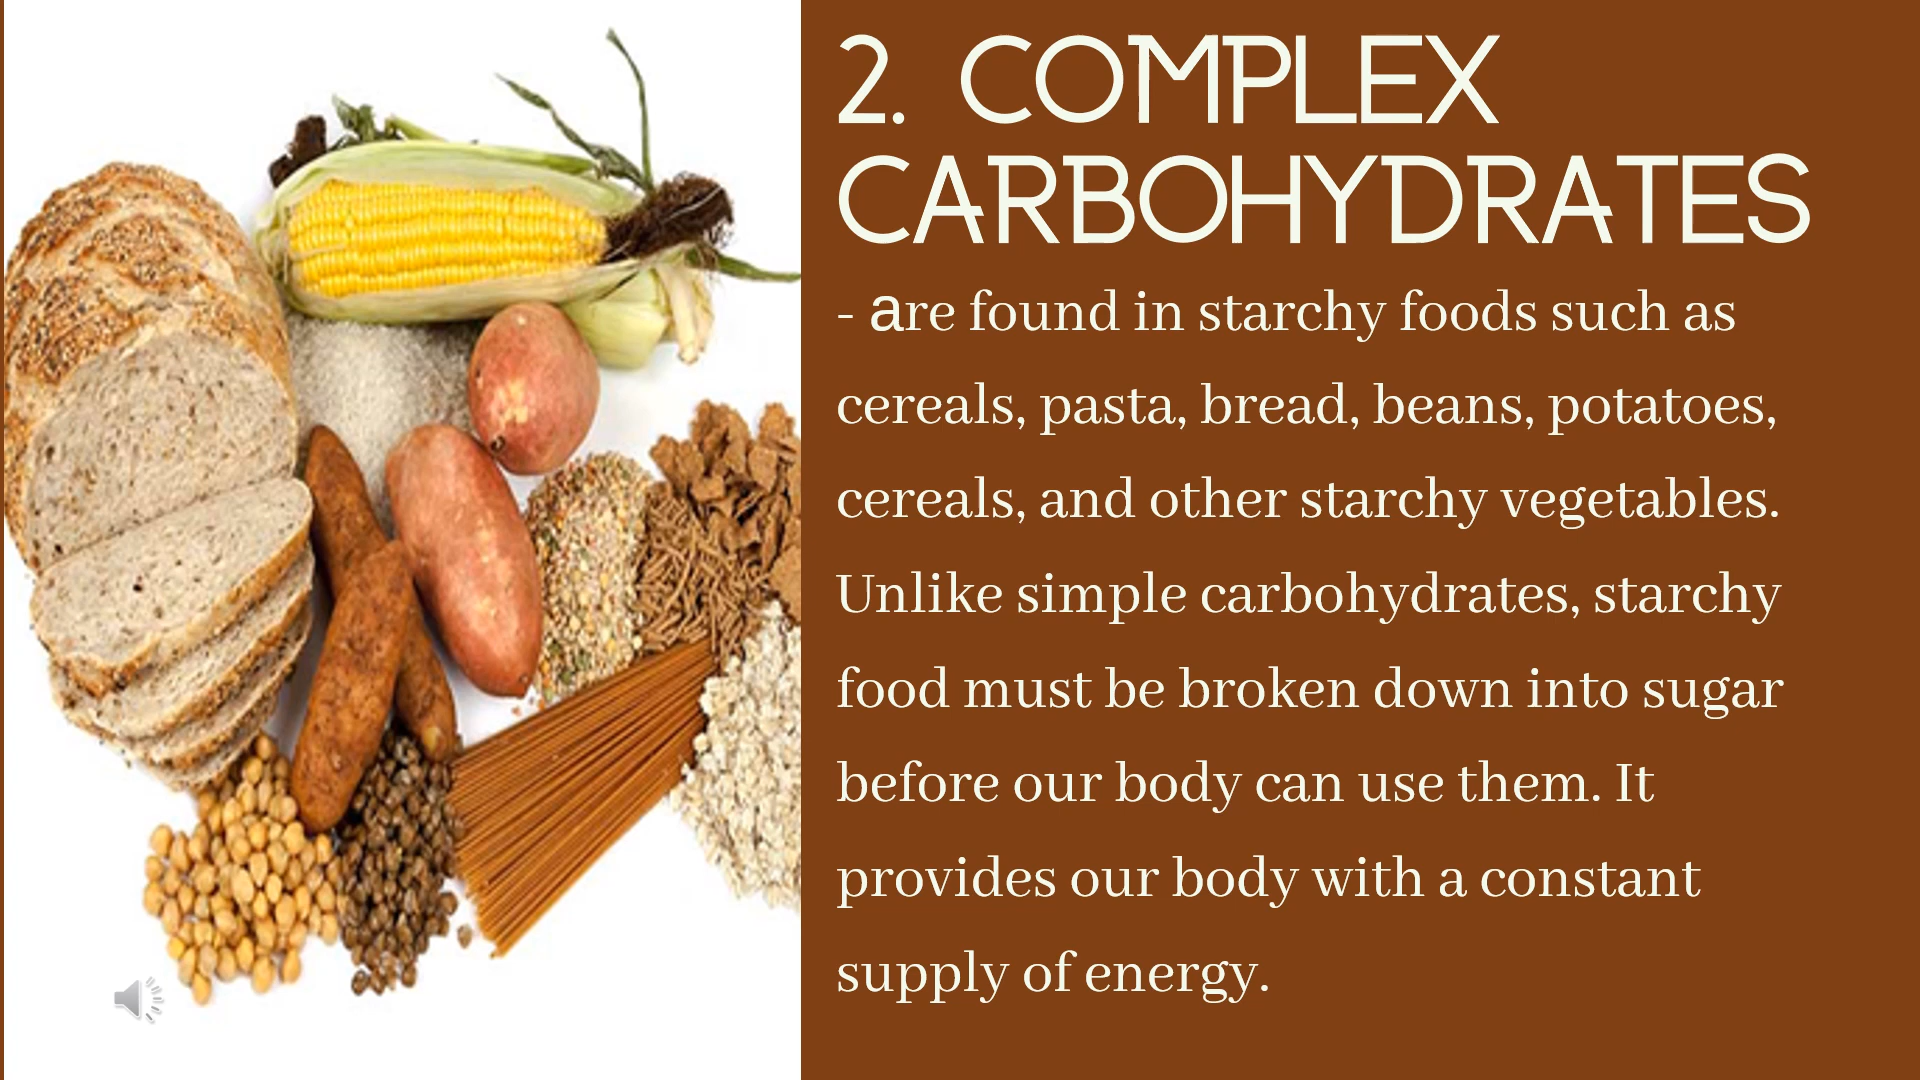 2. COMPLEX
CARBOHYDRATES
- are found in starchy foods such as
cereals, pasta, bread, beans, potatoes,
cereals, and other starchy vegetables.
Unlike simple carbohydrates, starchy
food must be broken down into sugar
before our body can use them. It
provides our body with a constant
supply of energy.